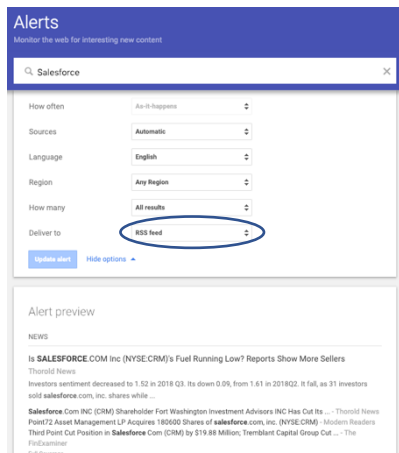 Alerts
Monitor the web for interesting new content
Salesforce
How often As-it-happens
Sources Automatic
Language English
Region Any Region
How many All results
Deliver to RSS feed
Update alert Hide options
Alert preview
NEWS
Is SALESFORCE.COM Inc (NYSE:CRM)'s Fuel Running Low? Reports Show More Sellers
Thorold News
Investors sentiment decreased to 1.52 in 2018 Q3. Its down 0.09, from 1.61 in 2018Q2. It fall, as 31 investors
sold salesforce.com, inc. shares while ...
Salesforce.Com INC (CRM) Shareholder Fort Washington Investment Advisors INC Has Cut Its ... - Thorold News
Point72 Asset Management LP Acquires 180600 Shares of salesforce.com, inc. (NYSE:CRM) - Modern Readers
Third Point Cut Position in Salesforce Com (CRM) by $19.88 Million; Tremblant Capital Group Cut ... - The
FinExaminer